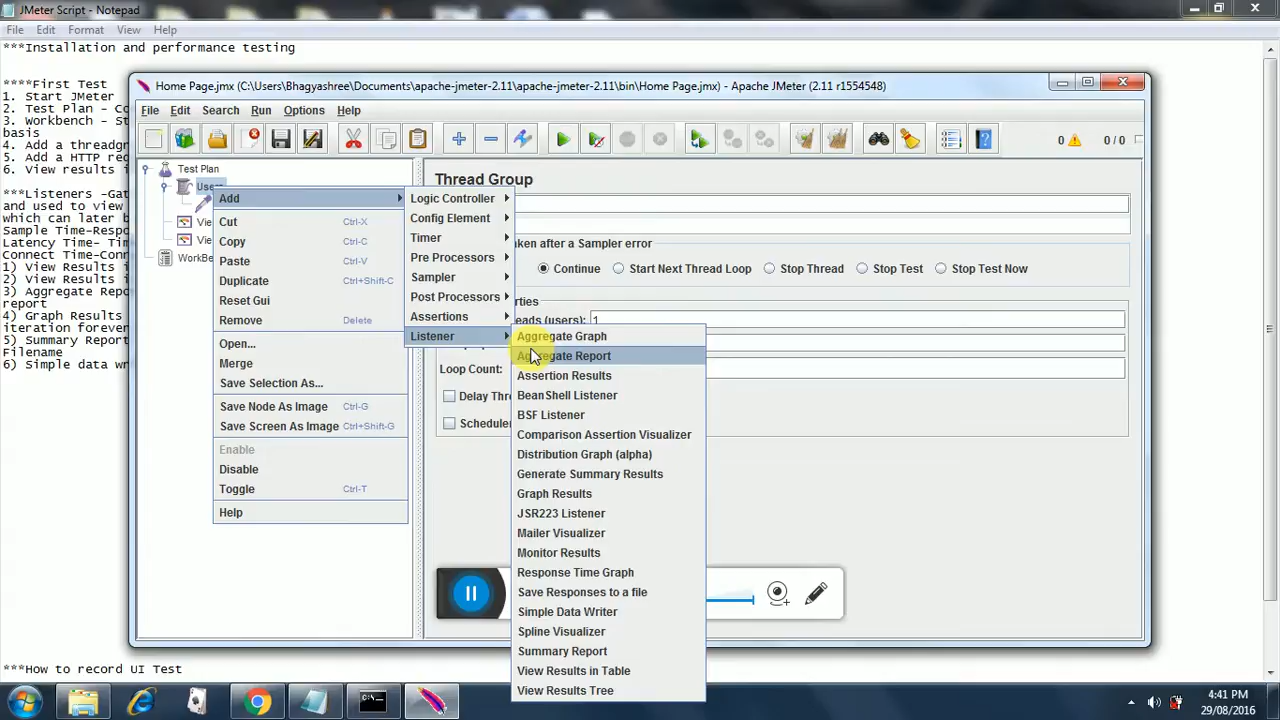 JMeter Script - Notepad
File Edit Format View Help
***Installation and performance testing
****First Test
1. Start JMeter
2. Test Plan - Co
3. Workbench - St
basis
4. Add a threadgr
5. Add a HTTP req
6. View results i
***Listeners -Gat
and used to view
which can later b
Sample Time-Respo
Latency Time- Tim
Connect Time-Conn
1) View Results i
2) View Results i
3) Aggregate Repo
report
4) Graph Results
iteration forever
5) Summary Report
Filename
6) Simple data wr
***How to record UI Test
Home Page.jmx (C:\Users\Bhagyashree\Documents\apache-jmeter-2.11\apache-jmeter-2.11\bin\Home Page.jmx) - Apache JMeter (2.11 r1554548)
File Edit Search Run Options Help
0 0 / 0
Test Plan
Users
Vie
Vie
WorkBe
Add
Cut Ctrl-X
Copy Ctrl-C
Paste Ctrl-V
Duplicate Ctrl+Shift-C
Reset Gui
Remove Delete
Open...
Merge
Save Selection As...
Save Node As Image Ctrl-G
Save Screen As Image Ctrl+Shift-G
Enable
Disable
Toggle Ctrl-T
Help
Logic Controller
Config Element
Timer
Pre Processors
Sampler
Post Processors
Assertions
Listener
Aggregate Graph
Aggregate Report
Assertion Results
BeanShell Listener
BSF Listener
Comparison Assertion Visualizer
Distribution Graph (alpha)
Generate Summary Results
Graph Results
JSR223 Listener
Mailer Visualizer
Monitor Results
Response Time Graph
Save Responses to a file
Simple Data Writer
Spline Visualizer
Summary Report
View Results in Table
View Results Tree
Thread Group
taken after a Sampler error
Continue Start Next Thread Loop Stop Thread Stop Test Stop Test Now
erties
eads (users): 1
Loop Count:
Delay Thre
Scheduler
4:41 PM
29/08/2016